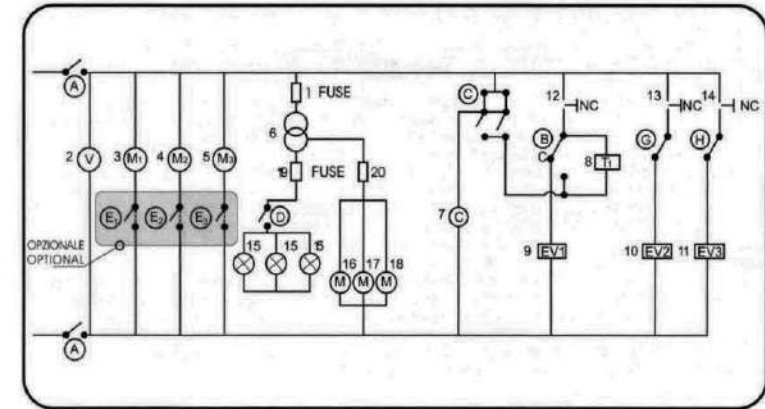 A
1 FUSE
C
12 NC
13 NC
14 NC
6
B
G
H
2 V
3 M1
4 M2
5 M3
19 FUSE
20
C
8 T1
E1
E2
E3
D
7 C
OPZIONALE
OPTIONAL
15
15
15
16
17
18
M
M
M
9 EV1
10 EV2
11 EV3
A